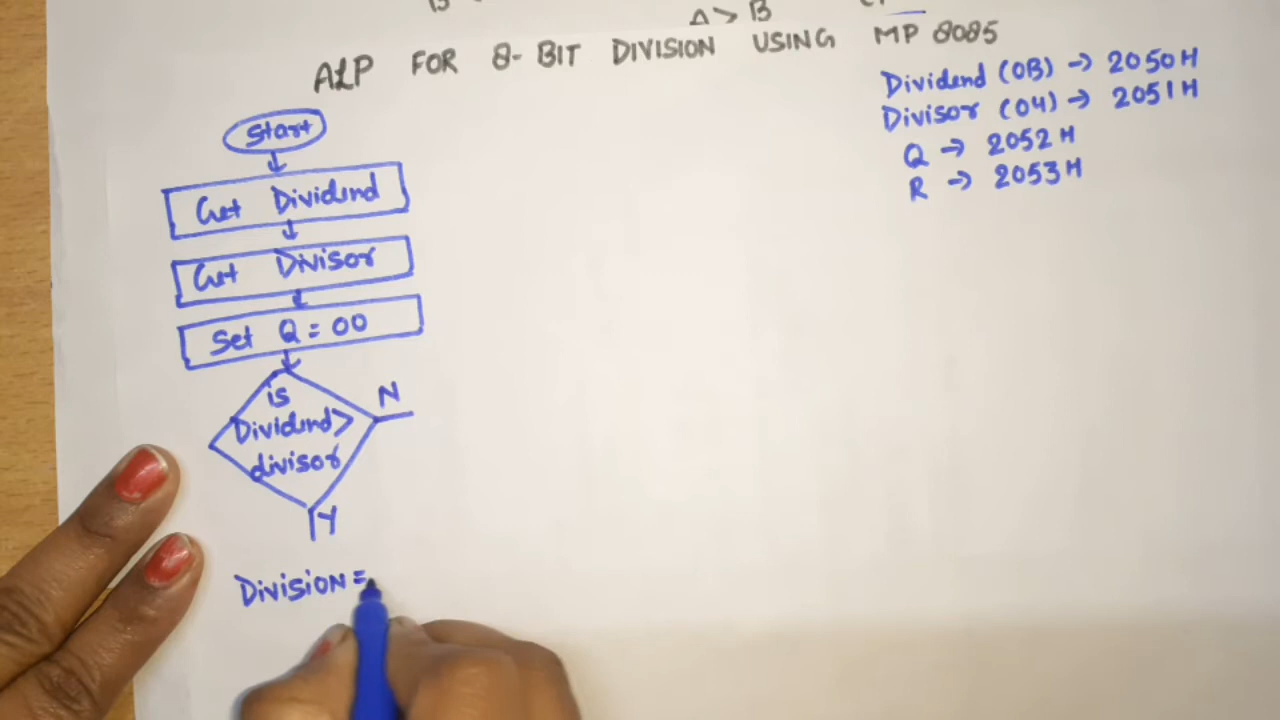 A > B
ALP FOR 8-BIT DIVISION USING MP 8085
Dividend (0B) → 2050H
Divisor (04) → 2051H
Q → 2052H
R → 2053H
Start
Get Dividend
Get Divisor
Set Q = 00
is
Dividend>
divisor
N
Y
Division =